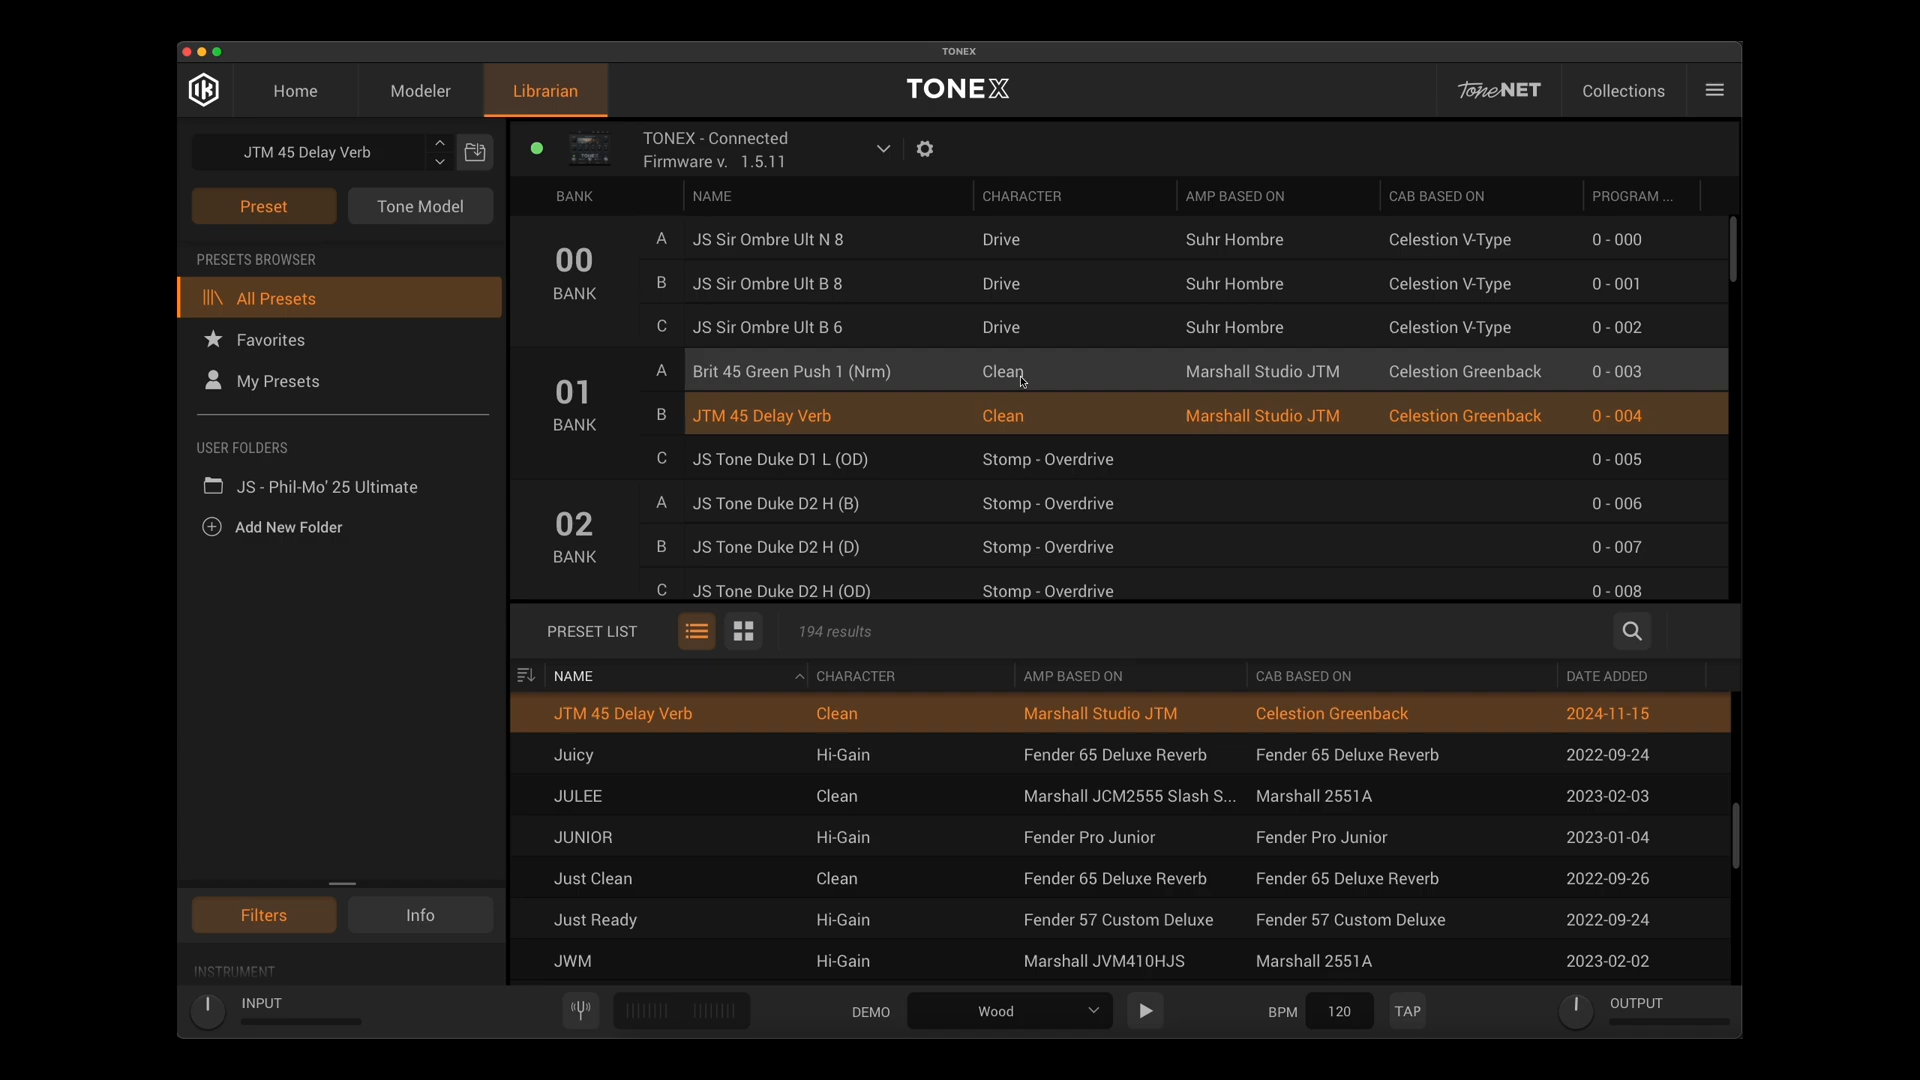 TONEX
Home
Modeler
Librarian
TONEX
ToneNET
Collections
JTM 45 Delay Verb
Preset
Tone Model
PRESETS BROWSER
All Presets
Favorites
My Presets
USER FOLDERS
JS - Phil-Mo' 25 Ultimate
Add New Folder
Filters
Info
INSTRUMENT
TONEX - Connected
Firmware v. 1.5.11
BANK NAME CHARACTER AMP BASED ON CAB BASED ON PROGRAM ...
00 BANK
A JS Sir Ombre Ult N 8 Drive Suhr Hombre Celestion V-Type 0 - 000
B JS Sir Ombre Ult B 8 Drive Suhr Hombre Celestion V-Type 0 - 001
C JS Sir Ombre Ult B 6 Drive Suhr Hombre Celestion V-Type 0 - 002
01 BANK
A Brit 45 Green Push 1 (Nrm) Clean Marshall Studio JTM Celestion Greenback 0 - 003
B JTM 45 Delay Verb Clean Marshall Studio JTM Celestion Greenback 0 - 004
C JS Tone Duke D1 L (OD) Stomp - Overdrive 0 - 005
02 BANK
A JS Tone Duke D2 H (B) Stomp - Overdrive 0 - 006
B JS Tone Duke D2 H (D) Stomp - Overdrive 0 - 007
C JS Tone Duke D2 H (OD) Stomp - Overdrive 0 - 008
PRESET LIST 194 results
NAME CHARACTER AMP BASED ON CAB BASED ON DATE ADDED
JTM 45 Delay Verb Clean Marshall Studio JTM Celestion Greenback 2024-11-15
Juicy Hi-Gain Fender 65 Deluxe Reverb Fender 65 Deluxe Reverb 2022-09-24
JULEE Clean Marshall JCM2555 Slash S... Marshall 2551A 2023-02-03
JUNIOR Hi-Gain Fender Pro Junior Fender Pro Junior 2023-01-04
Just Clean Clean Fender 65 Deluxe Reverb Fender 65 Deluxe Reverb 2022-09-26
Just Ready Hi-Gain Fender 57 Custom Deluxe Fender 57 Custom Deluxe 2022-09-24
JWM Hi-Gain Marshall JVM410HJS Marshall 2551A 2023-02-02
INPUT
DEMO Wood
BPM 120 TAP
OUTPUT